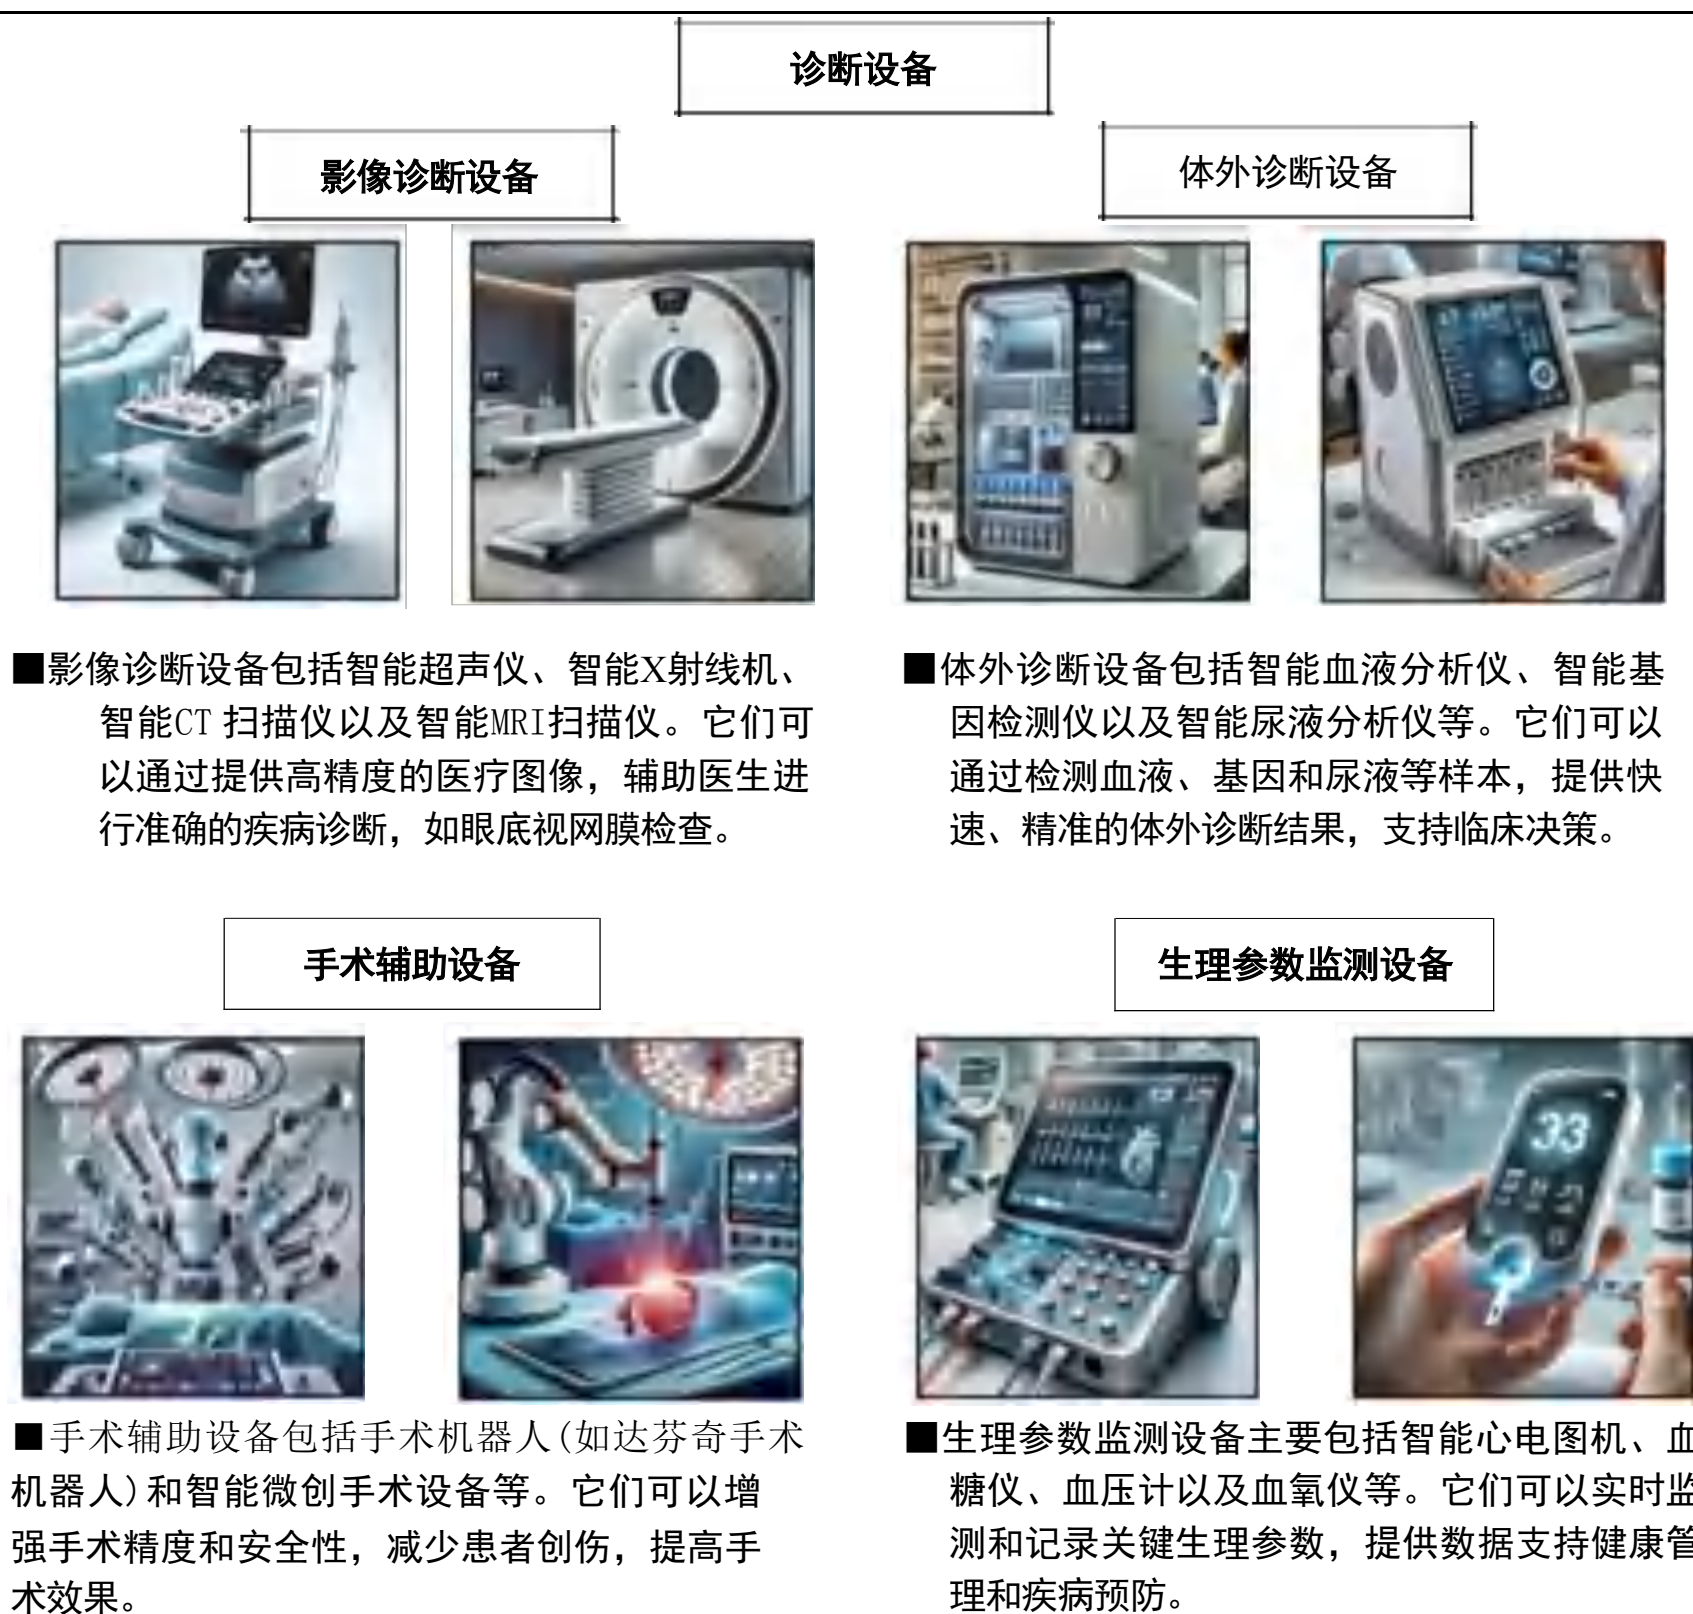 诊断设备
影像诊断设备
体外诊断设备
■影像诊断设备包括智能超声仪、智能X射线机、
智能CT 扫描仪以及智能MRI扫描仪。它们可
以通过提供高精度的医疗图像，辅助医生进
行准确的疾病诊断，如眼底视网膜检查。
■体外诊断设备包括智能血液分析仪、智能基
因检测仪以及智能尿液分析仪等。它们可以
通过检测血液、基因和尿液等样本，提供快
速、精准的体外诊断结果，支持临床决策。
手术辅助设备
生理参数监测设备
33
■手术辅助设备包括手术机器人(如达芬奇手术
机器人)和智能微创手术设备等。它们可以增
强手术精度和安全性，减少患者创伤，提高手
术效果。
■生理参数监测设备主要包括智能心电图机、血
糖仪、血压计以及血氧仪等。它们可以实时监
测和记录关键生理参数，提供数据支持健康管
理和疾病预防。